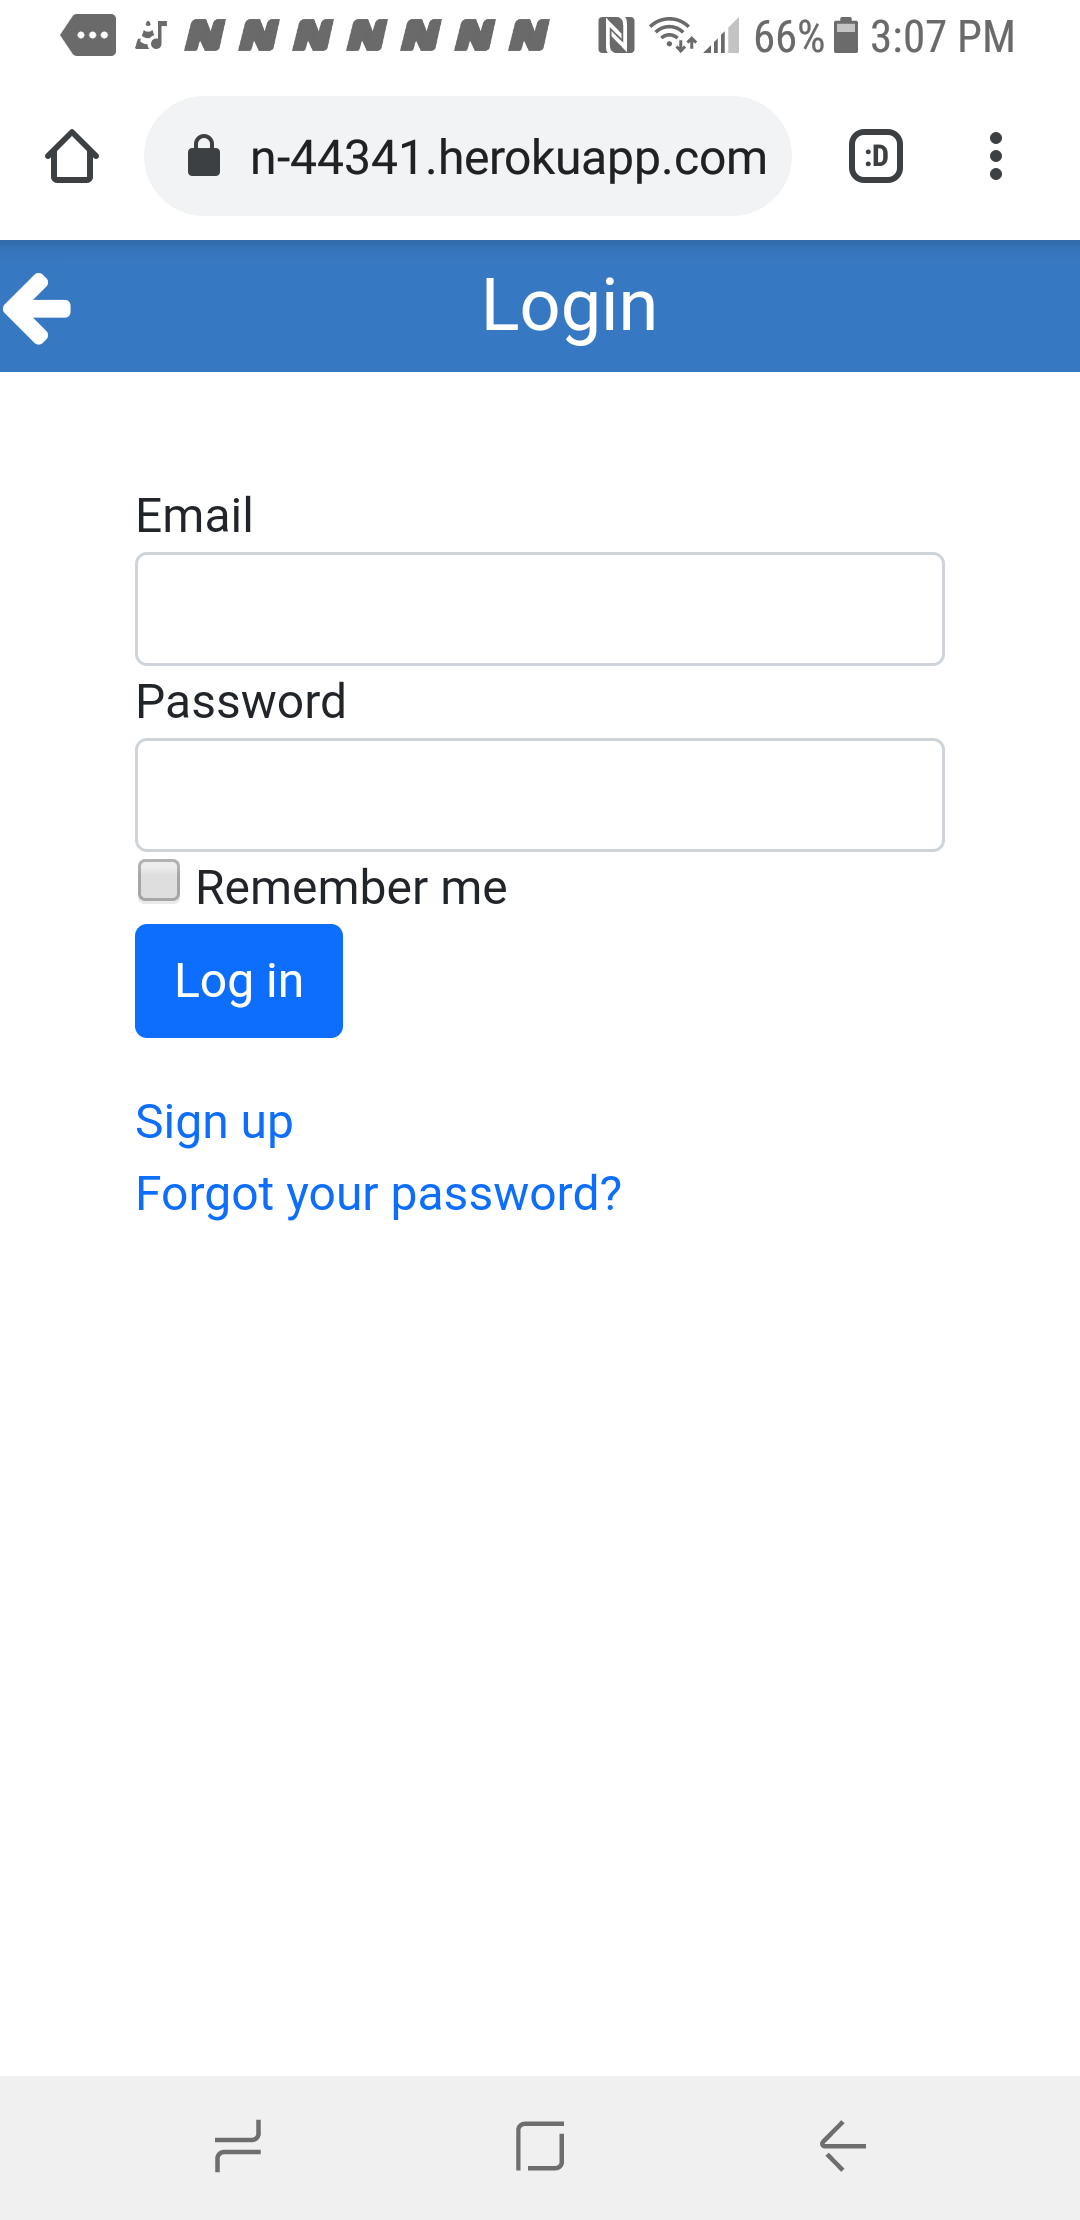 66% 3:07 PM
n-44341.herokuapp.com
:D
Login
Email
Password
Remember me
Log in
Sign up
Forgot your password?